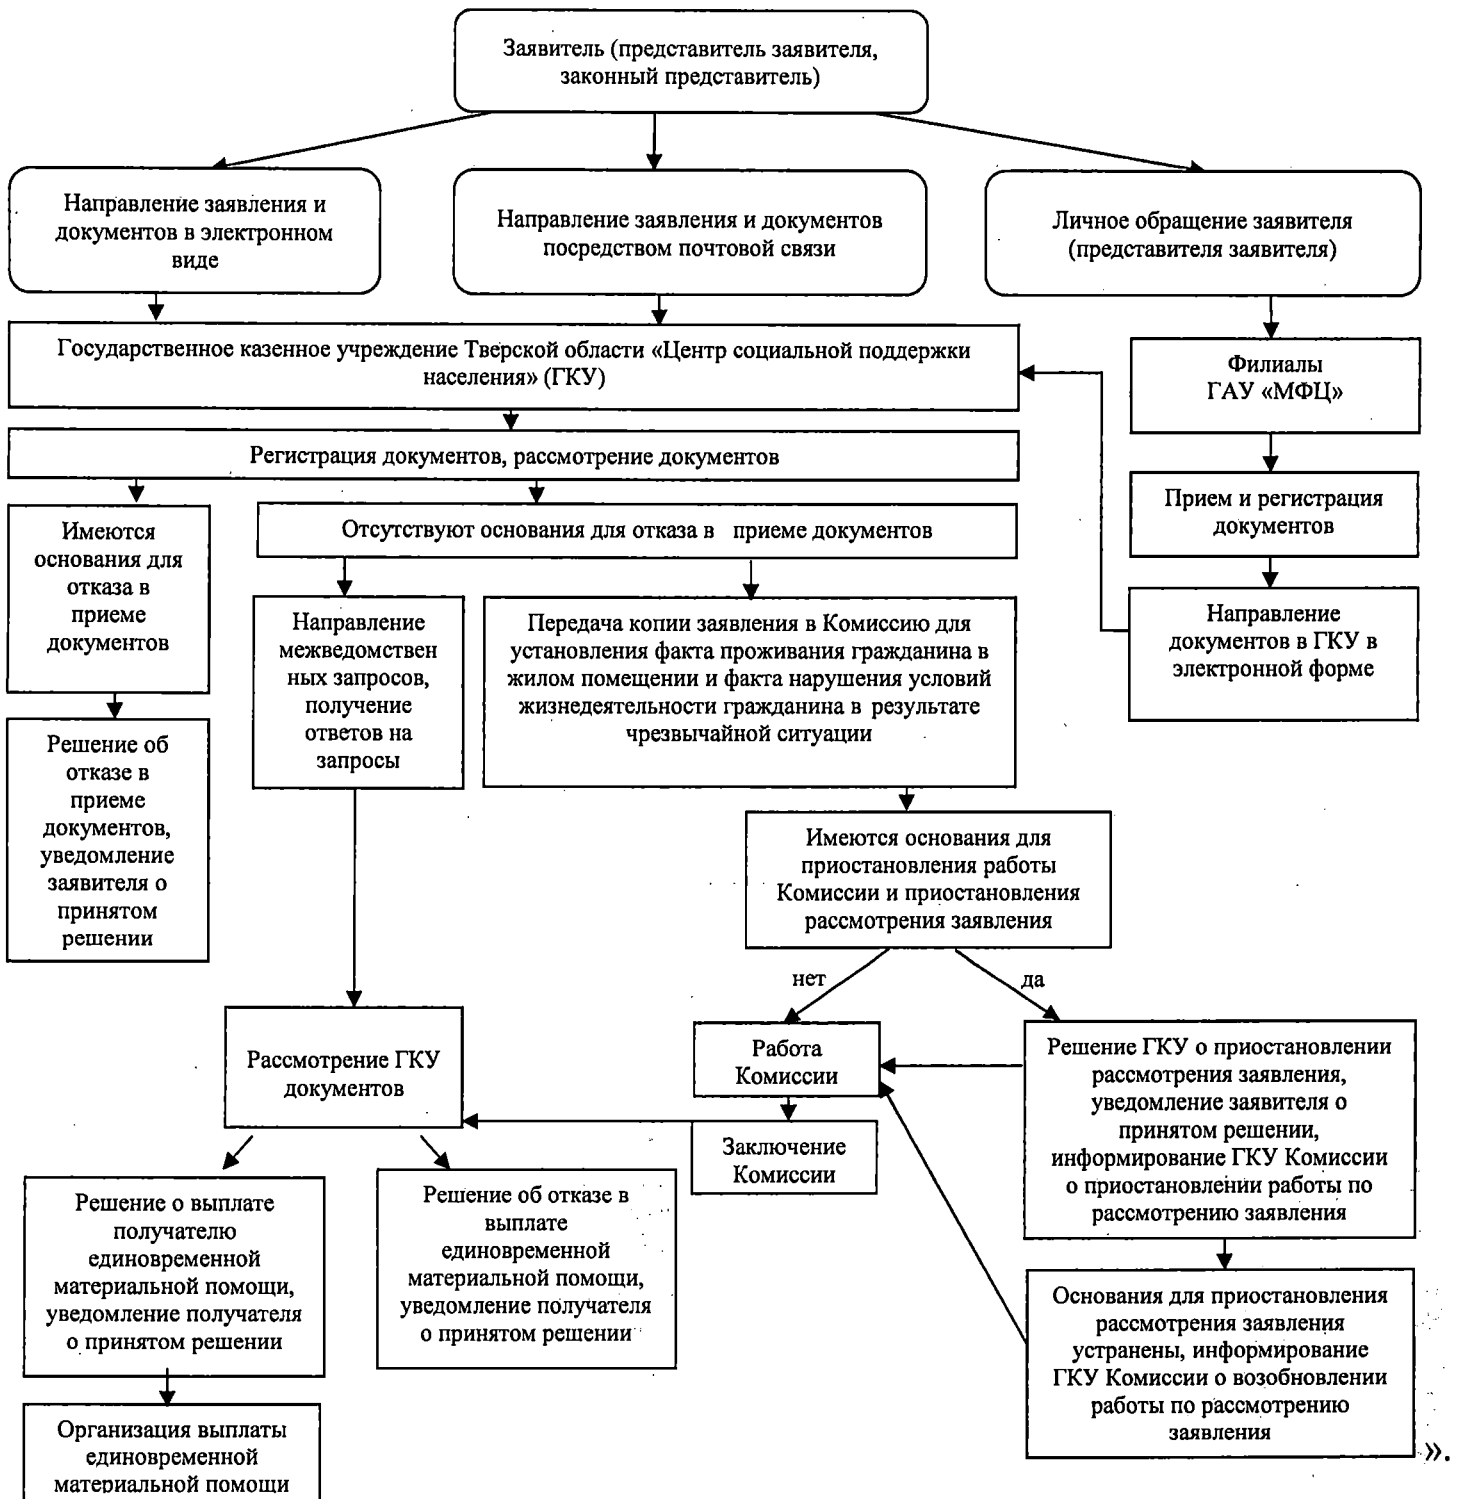 Заявитель (представитель заявителя,
законный представитель)
Направление заявления и
документов в электронном
виде
Направление заявления и документов
посредством почтовой связи
Личное обращение заявителя
(представителя заявителя)
Государственное казенное учреждение Тверской области «Центр социальной поддержки
населения» (ГКУ)
Филиалы
ГАУ «МФЦ»
Регистрация документов, рассмотрение документов
Прием и регистрация
документов
Имеются
основания для
отказа в
приеме
документов
Отсутствуют основания для отказа в приеме документов
Направление
документов в ГКУ в
электронной форме
Направление
межведомствен
ных запросов,
получение
ответов на
запросы
Передача копии заявления в Комиссию для
установления факта проживания гражданина в
жилом помещении и факта нарушения условий
жизнедеятельности гражданина в результате
чрезвычайной ситуации
Решение об
отказе в
приеме
документов,
уведомление
заявителя о
принятом
решении
Имеются основания для
приостановления работы
Комиссии и приостановления
рассмотрения заявления
нет
да
Рассмотрение ГКУ
документов
Работа
Комиссии
Решение ГКУ о приостановлении
рассмотрения заявления,
уведомление заявителя о
принятом решении,
информирование ГКУ Комиссии
о приостановлении работы по
рассмотрению заявления
Заключение
Комиссии
Решение о выплате
получателю
единовременной
материальной помощи,
уведомление получателя
о принятом решении
Решение об отказе в
выплате
единовременной
материальной помощи,
уведомление получателя
о принятом решении
Основания для приостановления
рассмотрения заявления
устранены, информирование
ГКУ Комиссии о возобновлении
работы по рассмотрению
заявления
».
Организация выплаты
единовременной
материальной помощи